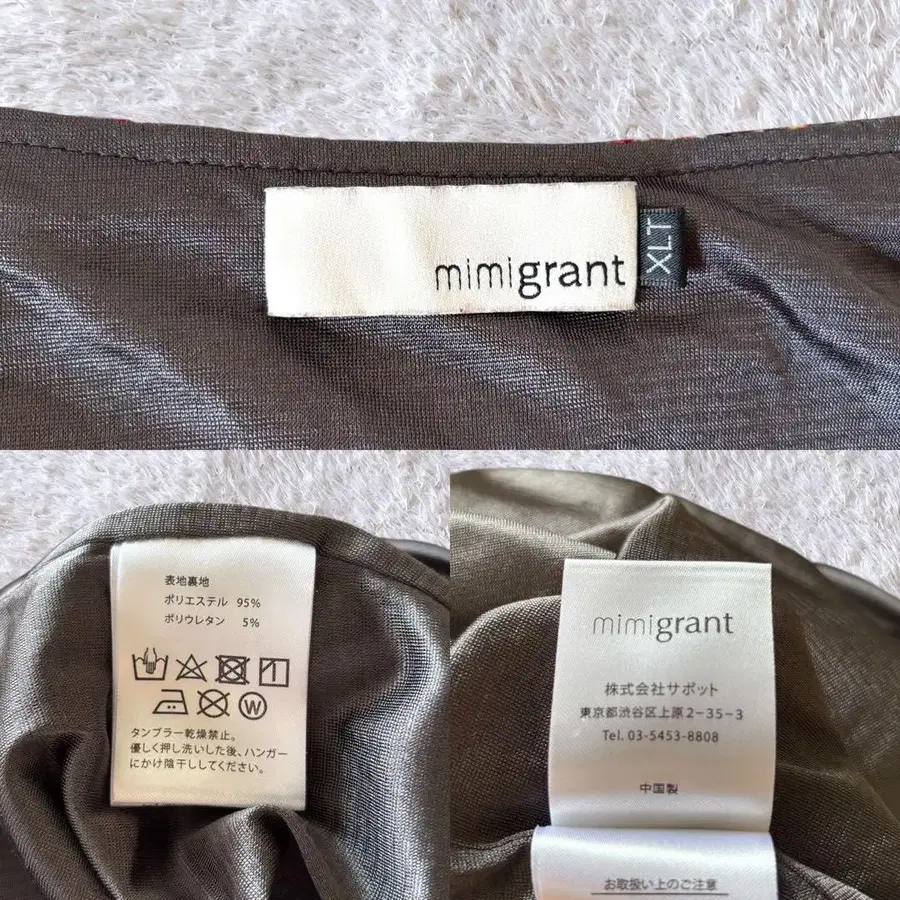 mimigrant
XLT
表地裏地
ポリエステル 95%
ポリウレタン 5%
W
タンブラー乾燥禁止。
優しく押し洗いした後、ハンガー
にかけ陰干ししてください。
mimigrant
株式会社サボット
東京都渋谷区上原2-35-3
Tel. 03-5453-8808
中国製
お取扱い上のご注意